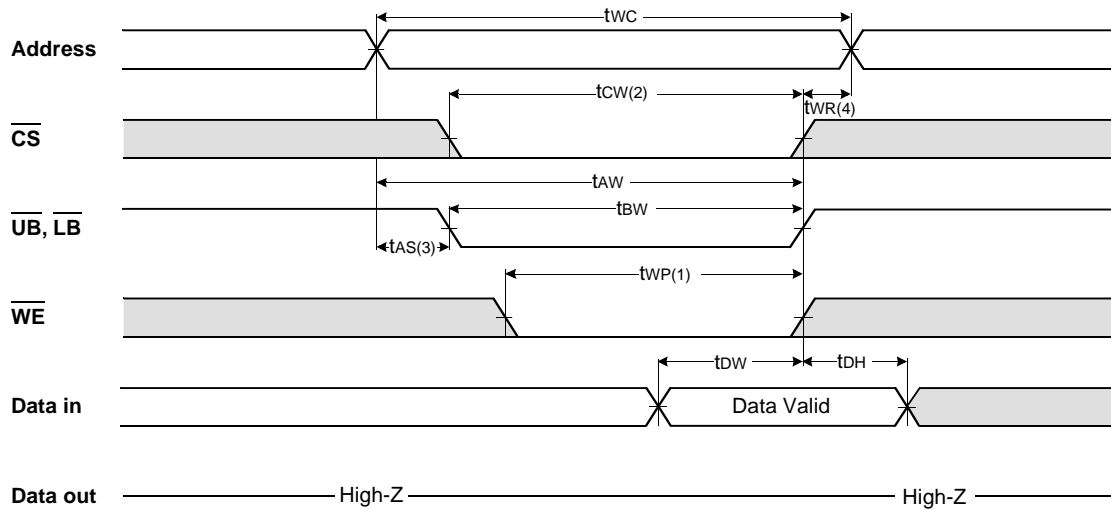 tWC
Address
tCW(2)
tWR(4)
CS
tAW
UB, LB
tBW
tAS(3)
tWP(1)
WE
tDW
tDH
Data in
Data Valid
Data out
High-Z
High-Z